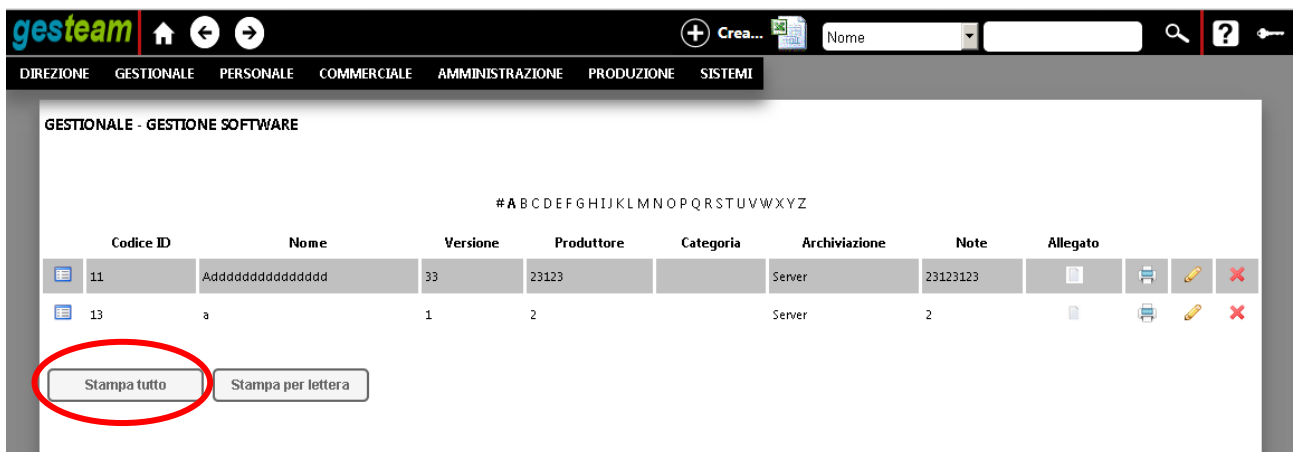 gesteam Crea... Nome ?
DIREZIONE GESTIONALE PERSONALE COMMERCIALE AMMINISTRAZIONE PRODUZIONE SISTEMI
GESTIONALE - GESTIONE SOFTWARE
# A B C D E F G H I J K L M N O P Q R S T U V W X Y Z
Codice ID Nome Versione Produttore Categoria Archiviazione Note Allegato
11 Addddddddddddddd 33 23123 Server 23123123
13 a 1 2 Server 2
Stampa tutto Stampa per lettera